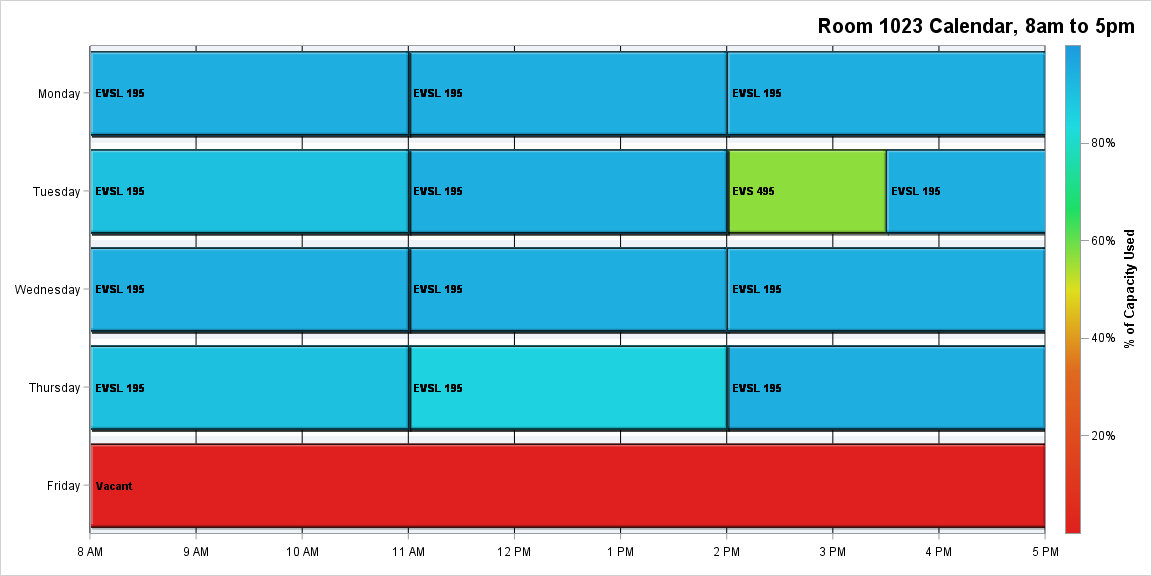 Room 1023 Calendar, 8am to 5pm
Monday
EVSL 195
EVSL 195
EVSL 195
Tuesday
EVSL 195
EVSL 195
EVS 495
EVSL 195
Wednesday
EVSL 195
EVSL 195
EVSL 195
Thursday
EVSL 195
EVSL 195
EVSL 195
Friday
Vacant
8 AM
9 AM
10 AM
11 AM
12 PM
1 PM
2 PM
3 PM
4 PM
5 PM
80%
60%
40%
20%
% of Capacity Used